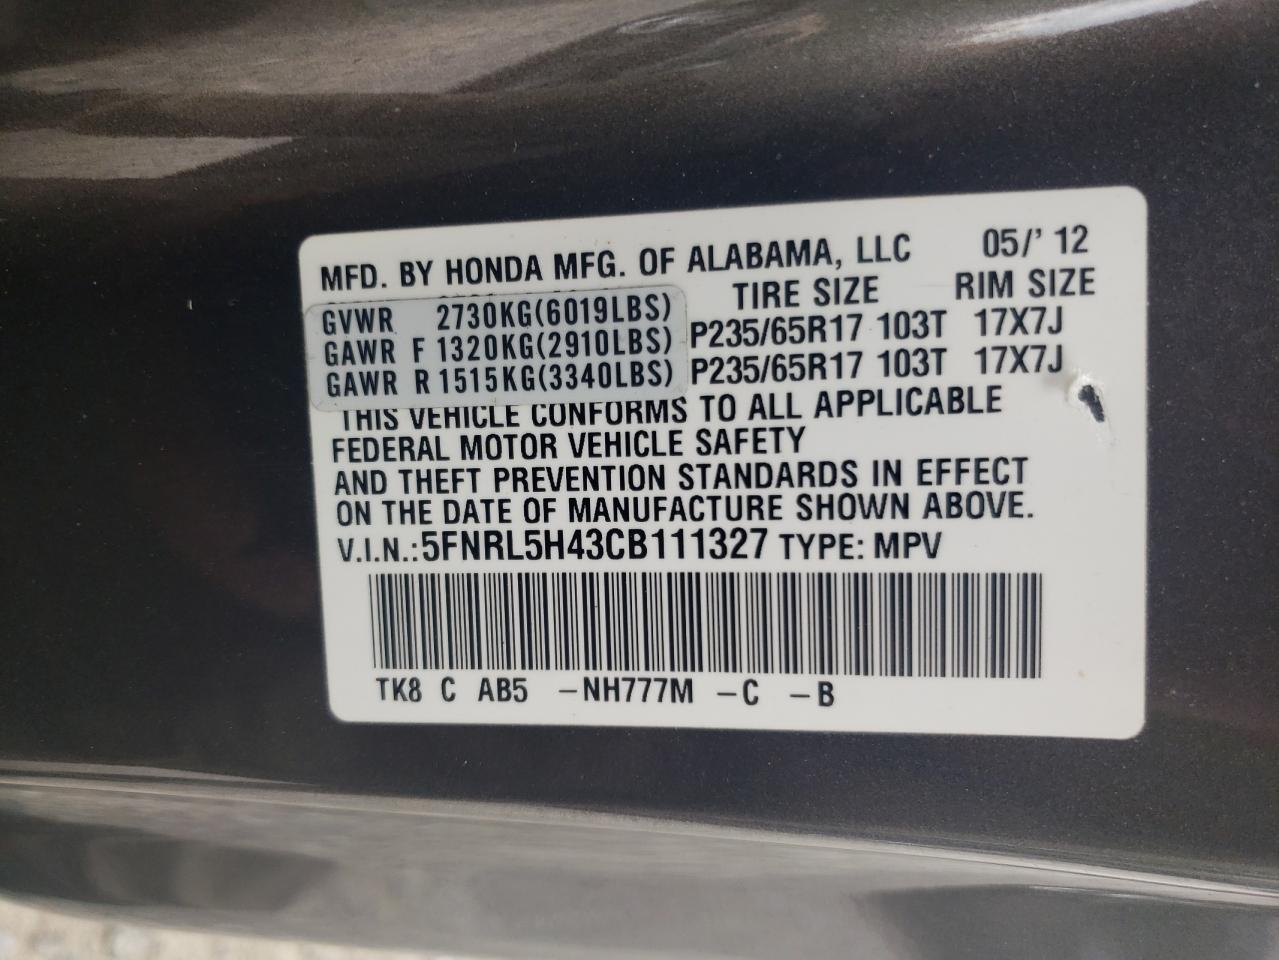 MFD. BY HONDA MFG. OF ALABAMA, LLC 05/' 12
TIRE SIZE RIM SIZE
GVWR 2730KG(6019LBS)
GAWR F 1320KG(2910LBS) P235/65R17 103T 17X7J
GAWR R 1515KG(3340LBS) P235/65R17 103T 17X7J
THIS VEHICLE CONFORMS TO ALL APPLICABLE
FEDERAL MOTOR VEHICLE SAFETY
AND THEFT PREVENTION STANDARDS IN EFFECT
ON THE DATE OF MANUFACTURE SHOWN ABOVE.
V.I.N.:5FNRL5H43CB111327 TYPE: MPV
TK8 C AB5 –NH777M –C –B